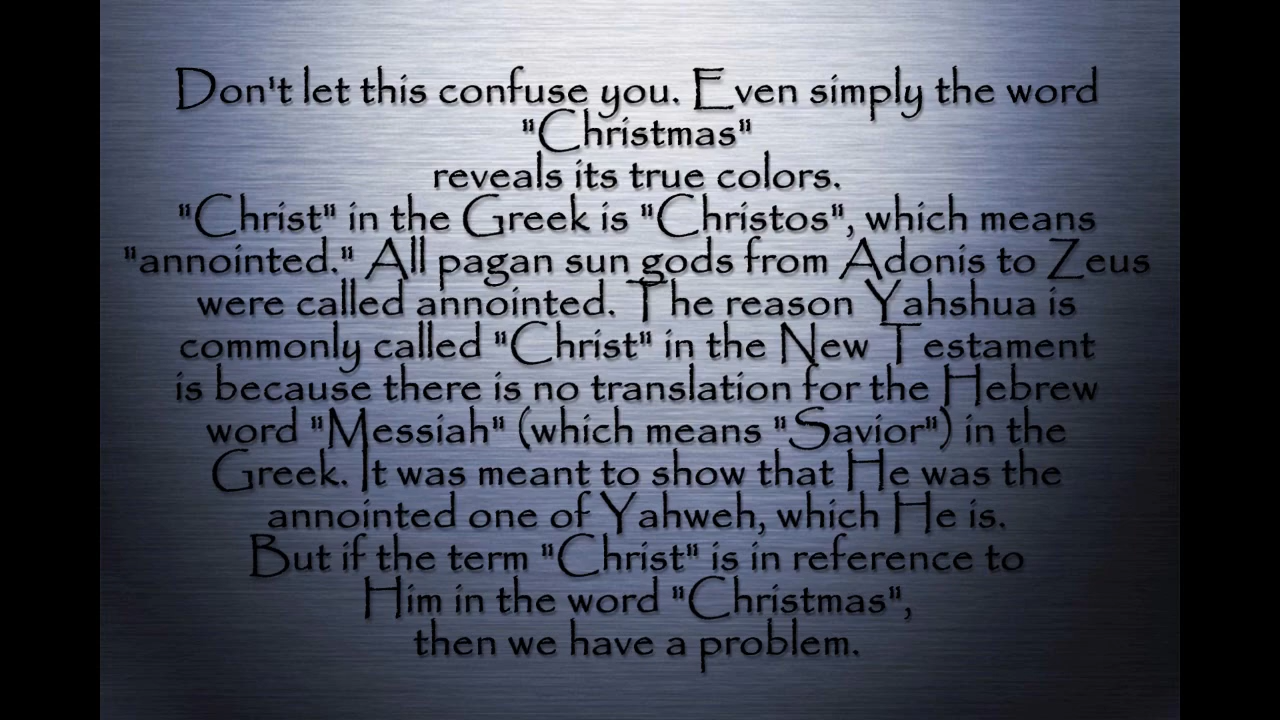 Don't let this confuse you. Even simply the word
"Christmas"
reveals its true colors.
"Christ" in the Greek is "Christos", which means
"annointed." All pagan sun gods from Adonis to Zeus
were called annointed. The reason Yahshua is
commonly called "Christ" in the New Testament
is because there is no translation for the Hebrew
word "Messiah" (which means "Savior") in the
Greek. It was meant to show that He was the
annointed one of Yahweh, which He is.
But if the term "Christ" is in reference to
Him in the word "Christmas",
then we have a problem.